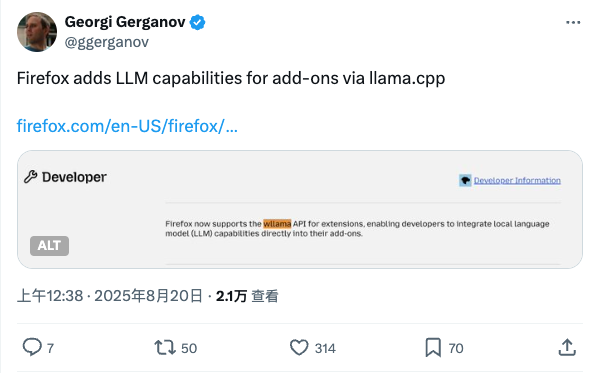 Georgi Gerganov
@ggerganov
Firefox adds LLM capabilities for add-ons via llama.cpp
firefox.com/en-US/firefox/…
Developer
Developer Information
Firefox now supports the wllama API for extensions, enabling developers to integrate local language
model (LLM) capabilities directly into their add-ons.
ALT
上午12:38 · 2025年8月20日 · 2.1万 查看
7 50 314 70